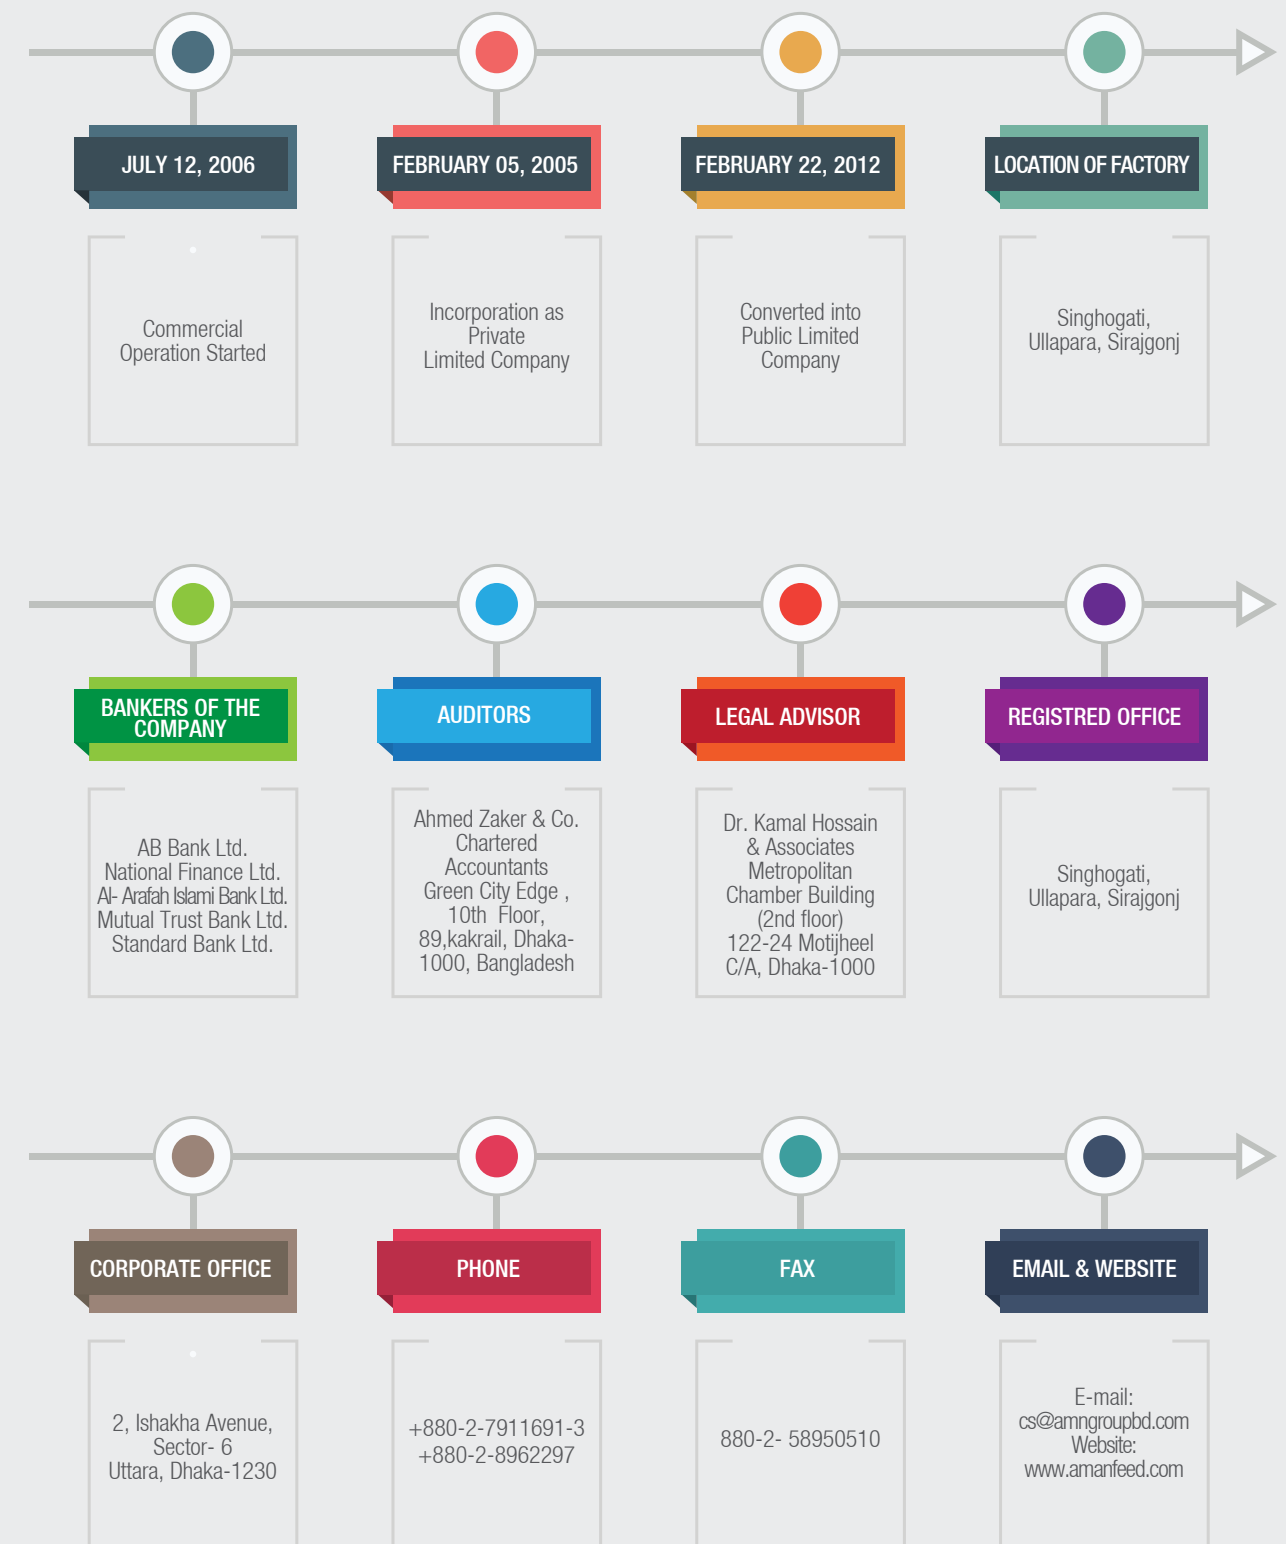 JULY 12, 2006
Commercial
Operation Started
FEBRUARY 05, 2005
Incorporation as
Private
Limited Company
FEBRUARY 22, 2012
Converted into
Public Limited
Company
LOCATION OF FACTORY
Singhogati,
Ullapara, Sirajgonj
BANKERS OF THE
COMPANY
AB Bank Ltd.
National Finance Ltd.
Al- Arafah Islami Bank Ltd.
Mutual Trust Bank Ltd.
Standard Bank Ltd.
AUDITORS
Ahmed Zaker & Co.
Chartered
Accountants
Green City Edge ,
10th Floor,
89,kakrail, Dhaka-
1000, Bangladesh
LEGAL ADVISOR
Dr. Kamal Hossain
& Associates
Metropolitan
Chamber Building
(2nd floor)
122-24 Motijheel
C/A, Dhaka-1000
REGISTRED OFFICE
Singhogati,
Ullapara, Sirajgonj
CORPORATE OFFICE
2, Ishakha Avenue,
Sector- 6
Uttara, Dhaka-1230
PHONE
+880-2-7911691-3
+880-2-8962297
FAX
880-2- 58950510
EMAIL & WEBSITE
E-mail:
cs@amngroupbd.com
Website:
www.amanfeed.com